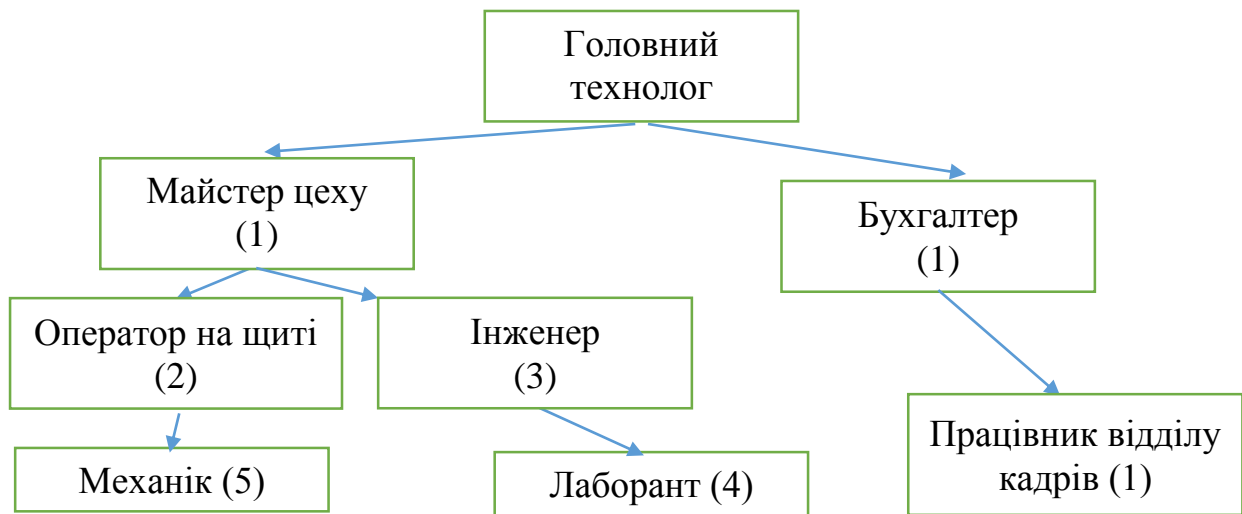 Головний
технолог
Майстер цеху
(1)
Бухгалтер
(1)
Оператор на щиті
(2)
Інженер
(3)
Механік (5)
Лаборант (4)
Працівник відділу
кадрів (1)